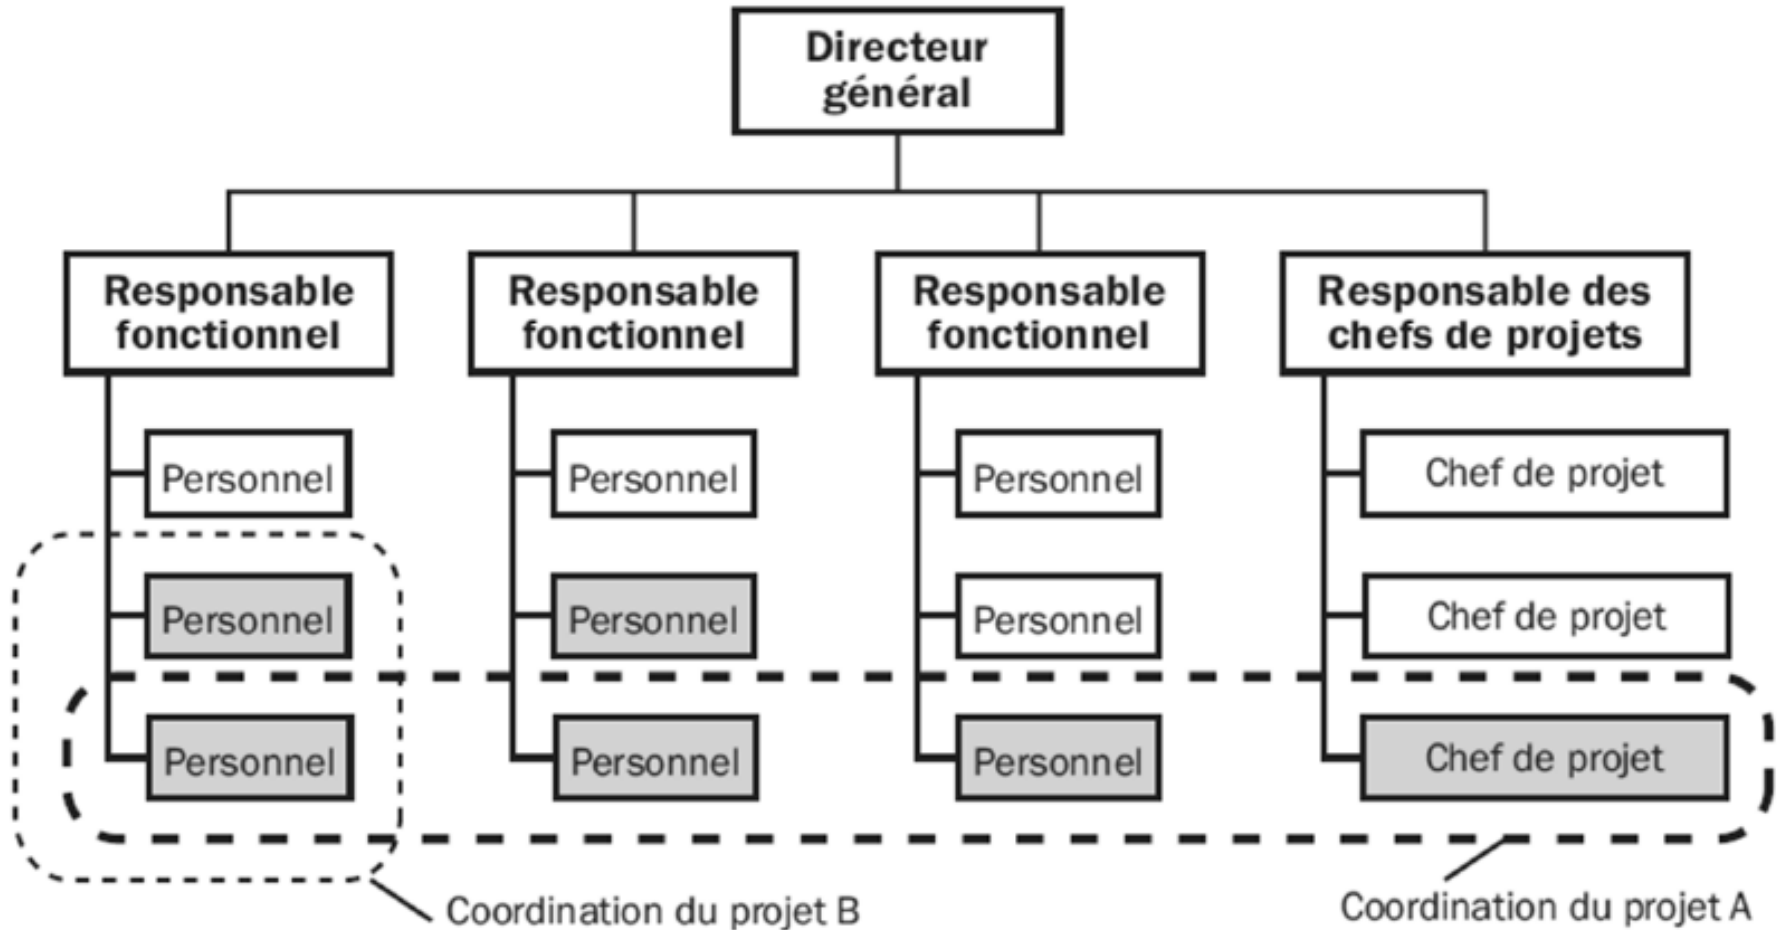 Directeur
général
Responsable
fonctionnel
Responsable
fonctionnel
Responsable
fonctionnel
Responsable des
chefs de projets
Personnel
Personnel
Personnel
Chef de projet
Personnel
Personnel
Personnel
Chef de projet
Personnel
Personnel
Personnel
Chef de projet
Coordination du projet B
Coordination du projet A